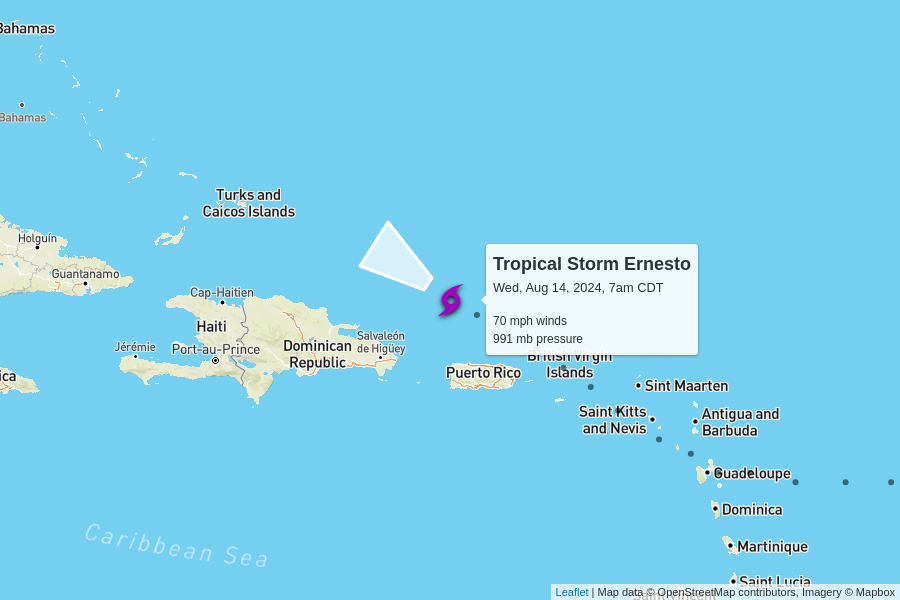 Bahamas
Bahamas
Turks and
Caicos Islands
Holguín
Guantanamo
Cap-Haitien
Haiti
Jérémie
Port-au-Prince
Dominican
Republic
Salvaleón
de Higüey
ica
Tropical Storm Ernesto
Wed, Aug 14, 2024, 7am CDT
70 mph winds
991 mb pressure
British Virgin
Islands
Puerto Rico
Sint Maarten
Saint Kitts
and Nevis
Antigua and
Barbuda
Guadeloupe
Dominica
Martinique
Saint Lucia
Saint Vincent
Caribbean Sea
Leaflet | Map data © OpenStreetMap contributors, Imagery © Mapbox